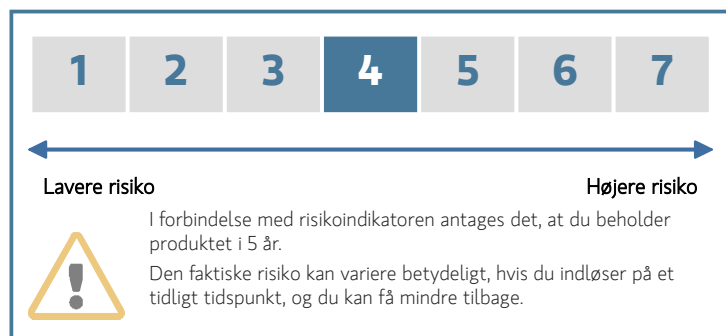 1 2 3 4 5 6 7
Lavere risiko Højere risiko
I forbindelse med risikoindikatoren antages det, at du beholder
produktet i 5 år.
Den faktiske risiko kan variere betydeligt, hvis du indløser på et
tidligt tidspunkt, og du kan få mindre tilbage.